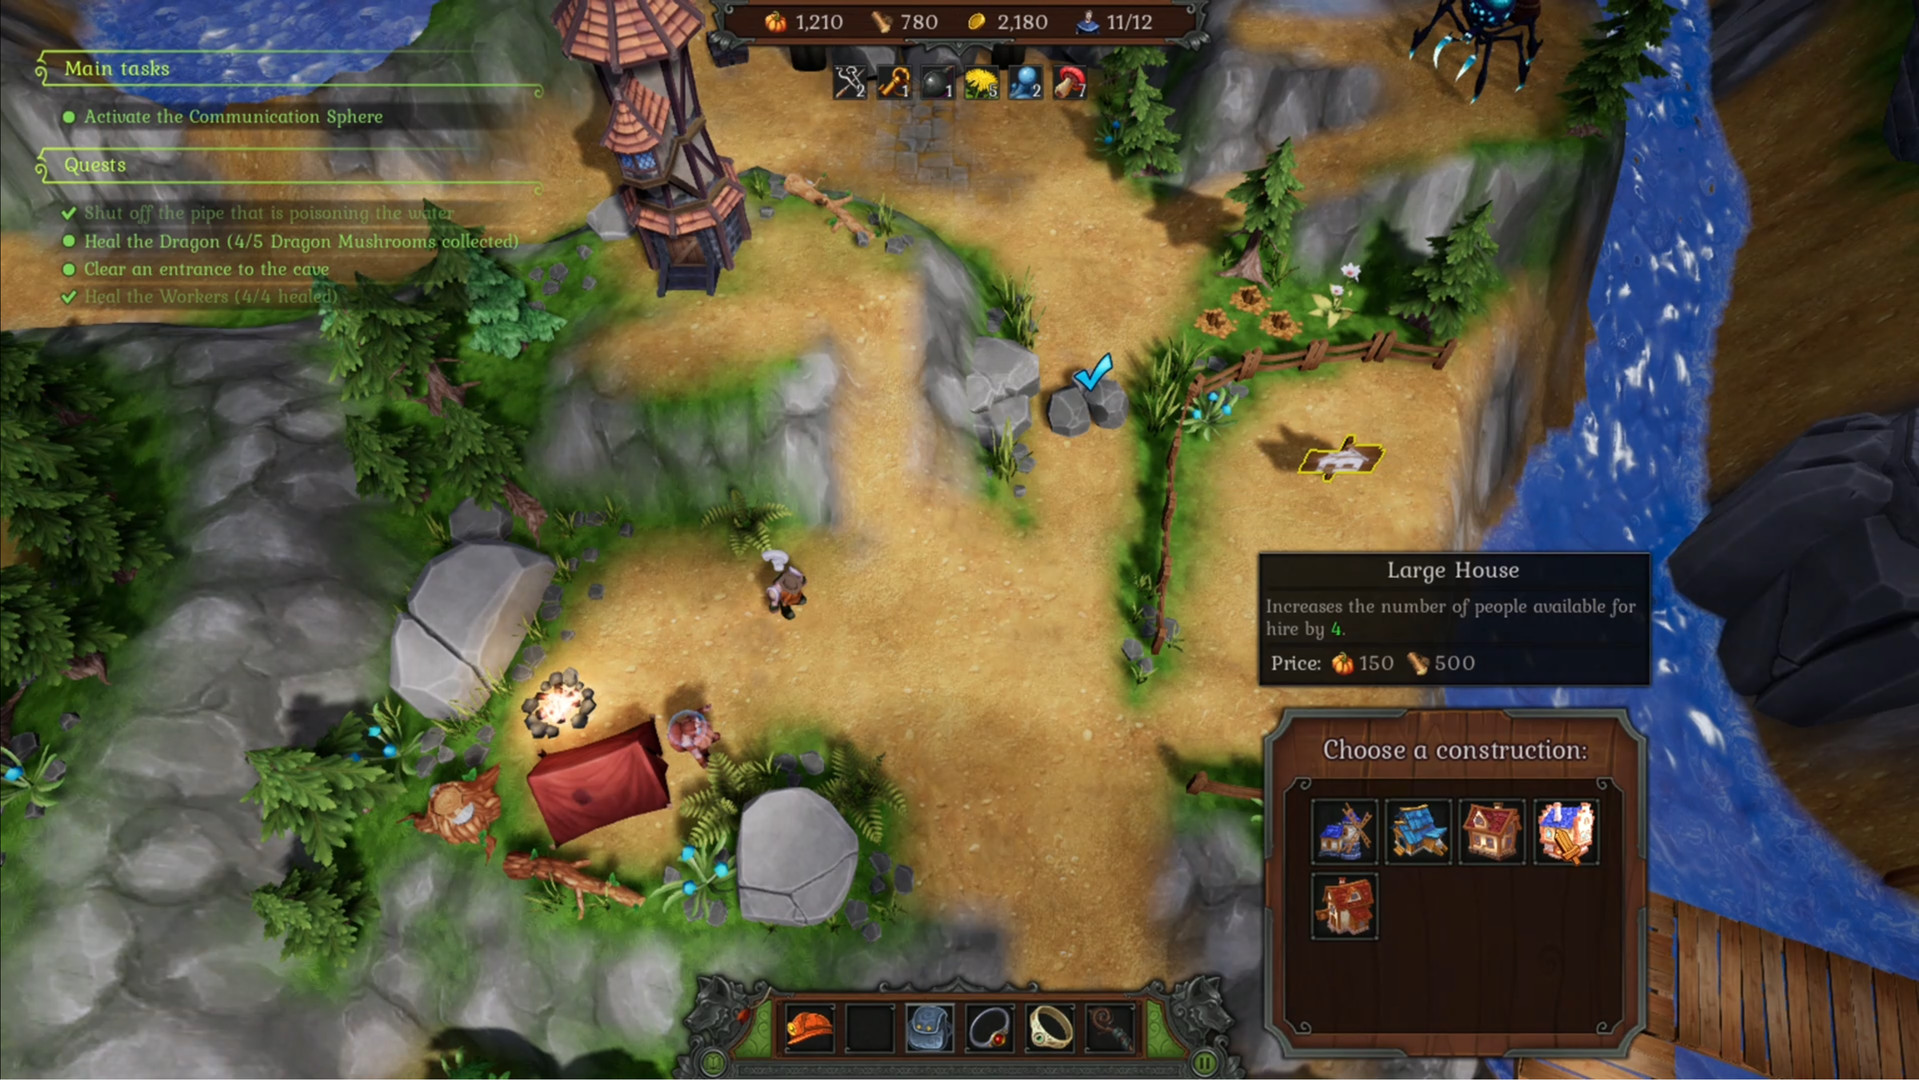 1,210 780 2,180 11/12
2 1 1 5 2 7
Main tasks
Activate the Communication Sphere
Quests
Shut off the pipe that is poisoning the water
Heal the Dragon (4/5 Dragon Mushrooms collected)
Clear an entrance to the cave
Heal the Workers (4/4 healed)
Large House
Increases the number of people available for
hire by 4.
Price: 150 500
Choose a construction: